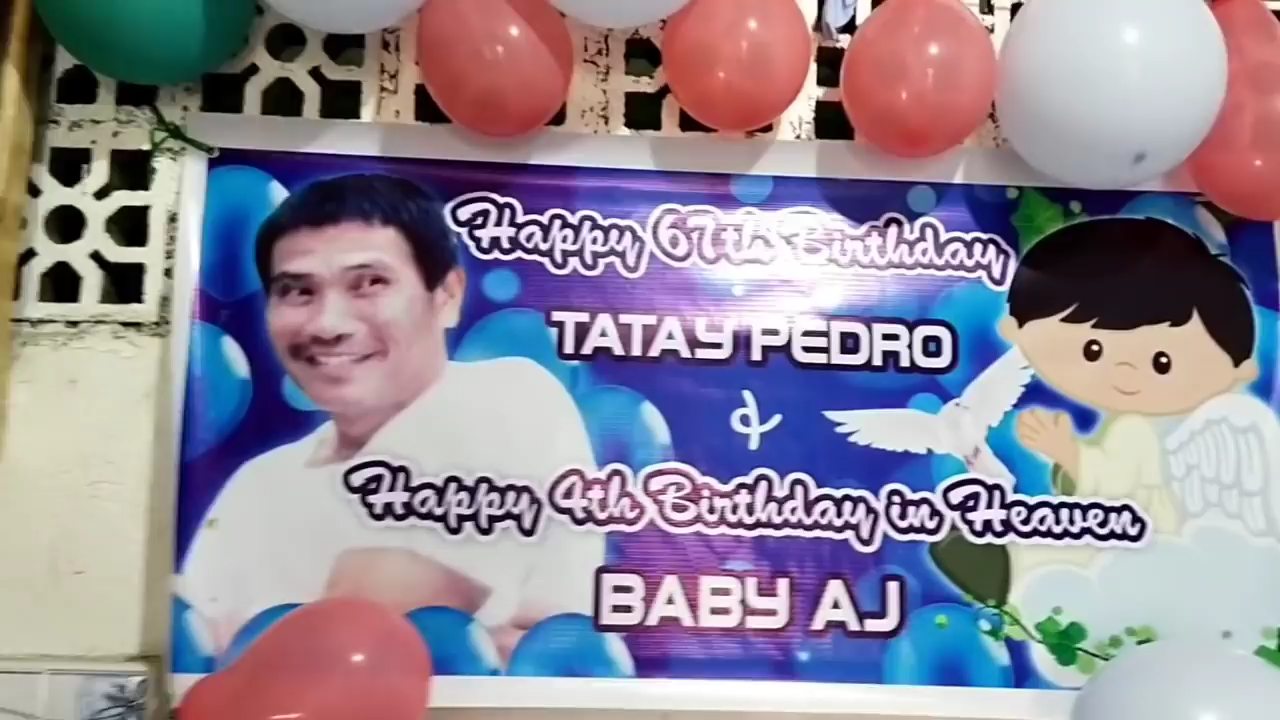 Happy 67th Birthday
TATAY PEDRO
&
Happy 4th Birthday in Heaven
BABY AJ